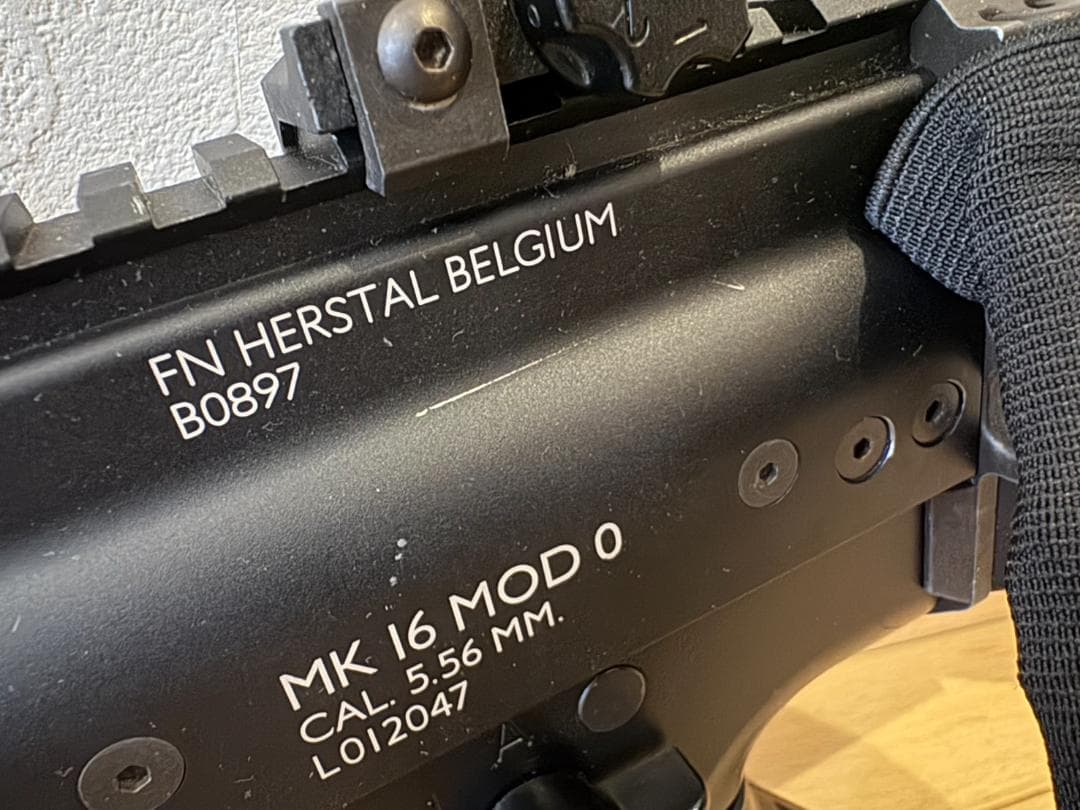 FN HERSTAL BELGIUM
B0897
MK 16 MOD 0
CAL. 5.56 MM.
L012047
A